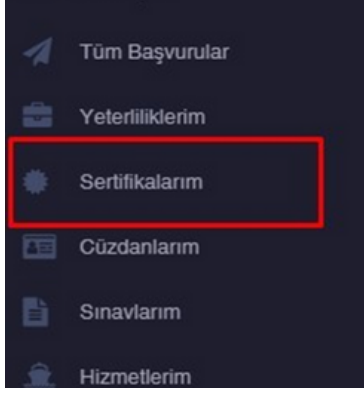 Tüm Başvurular
Yeterliliklerim
Sertifikalarım
Cüzdanlarım
Sınavlarım
Hizmetlerim